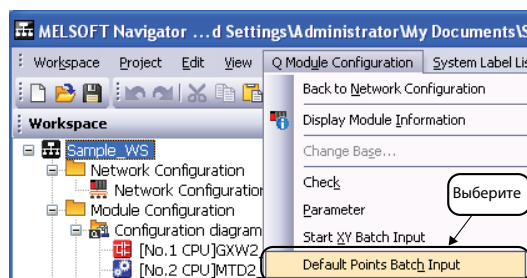 MELSOFT Navigator ...d Settings\Administrator\My Documents\S
Workspace Project Edit View Q Module Configuration System Label Lis
Back to Network Configuration
Workspace
Display Module Information
Sample_WS
Change Base...
Network Configuration
Check
Network Configuration
Выберите
Module Configuration
Parameter
Configuration diagram
Start XY Batch Input
[No.1 CPU]GXW2
[No.2 CPU]MTD2
Default Points Batch Input